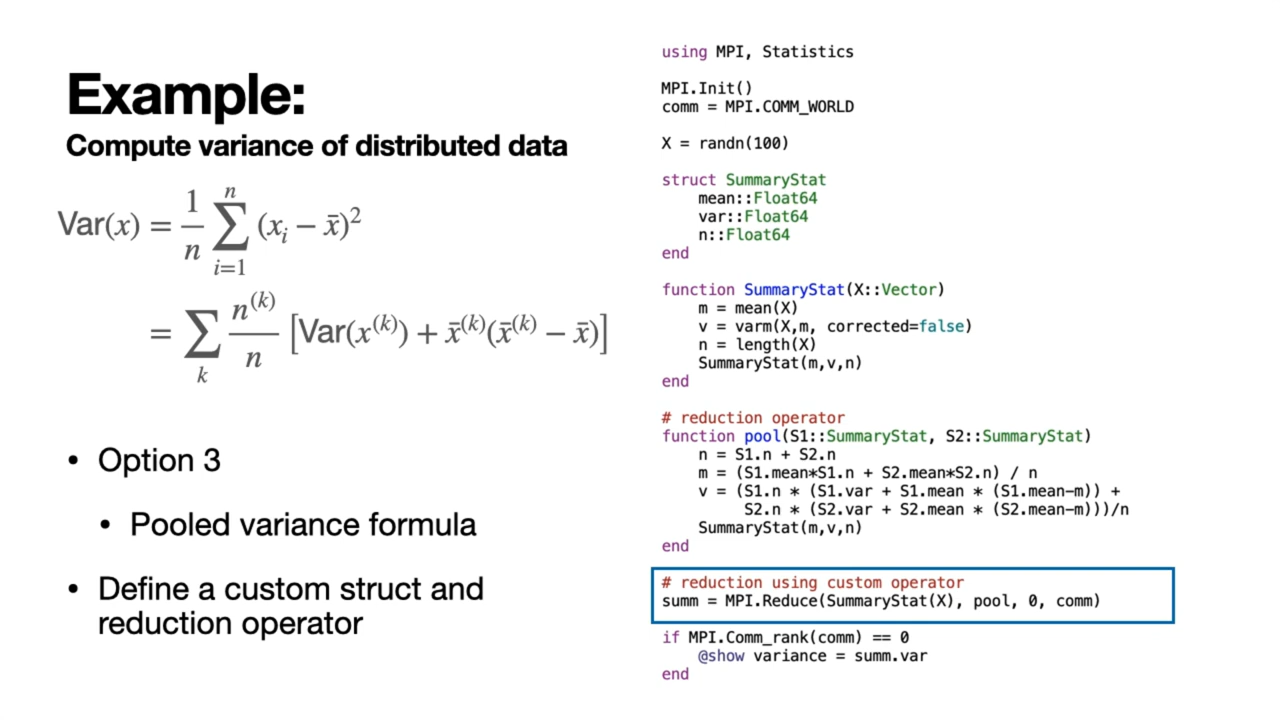 Example:
Compute variance of distributed data
Var(x) = \frac{1}{n} \sum_{i=1}^{n} (x_i − x̄)^2
= \sum_{k} \frac{n^{(k)}}{n} [Var(x^{(k)}) + x̄^{(k)}(x̄^{(k)} − x̄)]
• Option 3
• Pooled variance formula
• Define a custom struct and
reduction operator
using MPI, Statistics
MPI.Init()
comm = MPI.COMM_WORLD
X = randn(100)
struct SummaryStat
    mean::Float64
    var::Float64
    n::Float64
end
function SummaryStat(X::Vector)
    m = mean(X)
    v = varm(X,m, corrected=false)
    n = length(X)
    SummaryStat(m,v,n)
end
# reduction operator
function pool(S1::SummaryStat, S2::SummaryStat)
    n = S1.n + S2.n
    m = (S1.mean*S1.n + S2.mean*S2.n) / n
    v = (S1.n * (S1.var + S1.mean * (S1.mean-m)) +
         S2.n * (S2.var + S2.mean * (S2.mean-m)))/n
    SummaryStat(m,v,n)
end
# reduction using custom operator
summ = MPI.Reduce(SummaryStat(X), pool, 0, comm)
if MPI.Comm_rank(comm) == 0
    @show variance = summ.var
end